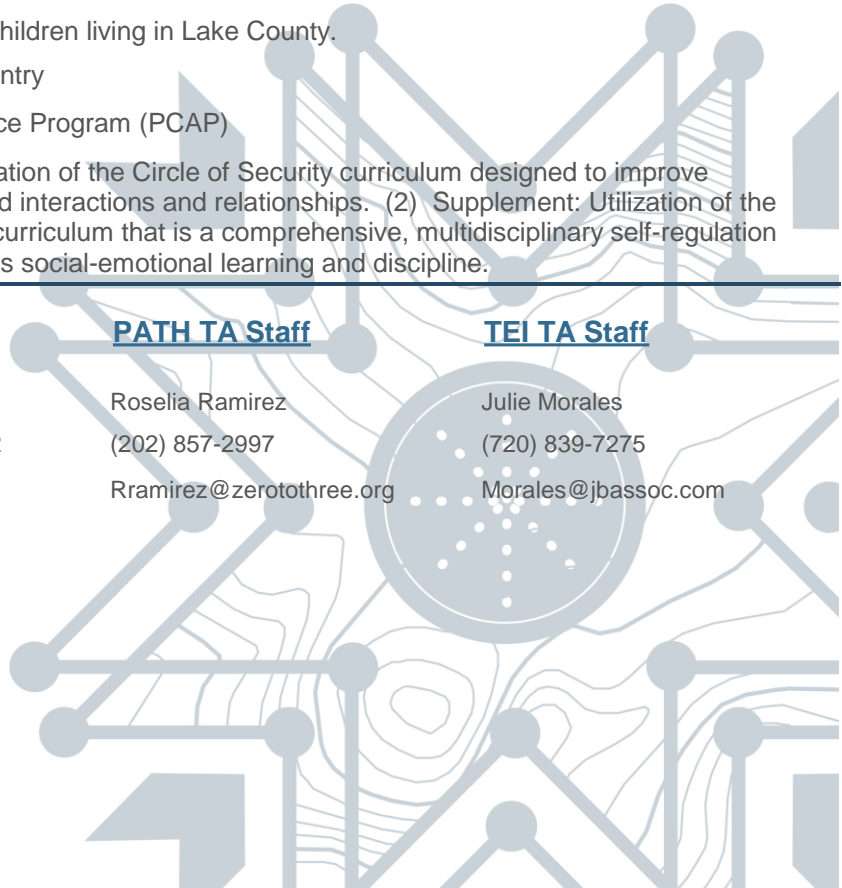 hildren living in Lake County.
ntry
ce Program (PCAP)
ation of the Circle of Security curriculum designed to improve
d interactions and relationships. (2) Supplement: Utilization of the
curriculum that is a comprehensive, multidisciplinary self-regulation
s social-emotional learning and discipline.
PATH TA Staff TEI TA Staff
Roselia Ramirez Julie Morales
(202) 857-2997 (720) 839-7275
Rramirez@zerotothree.org Morales@jbassoc.com